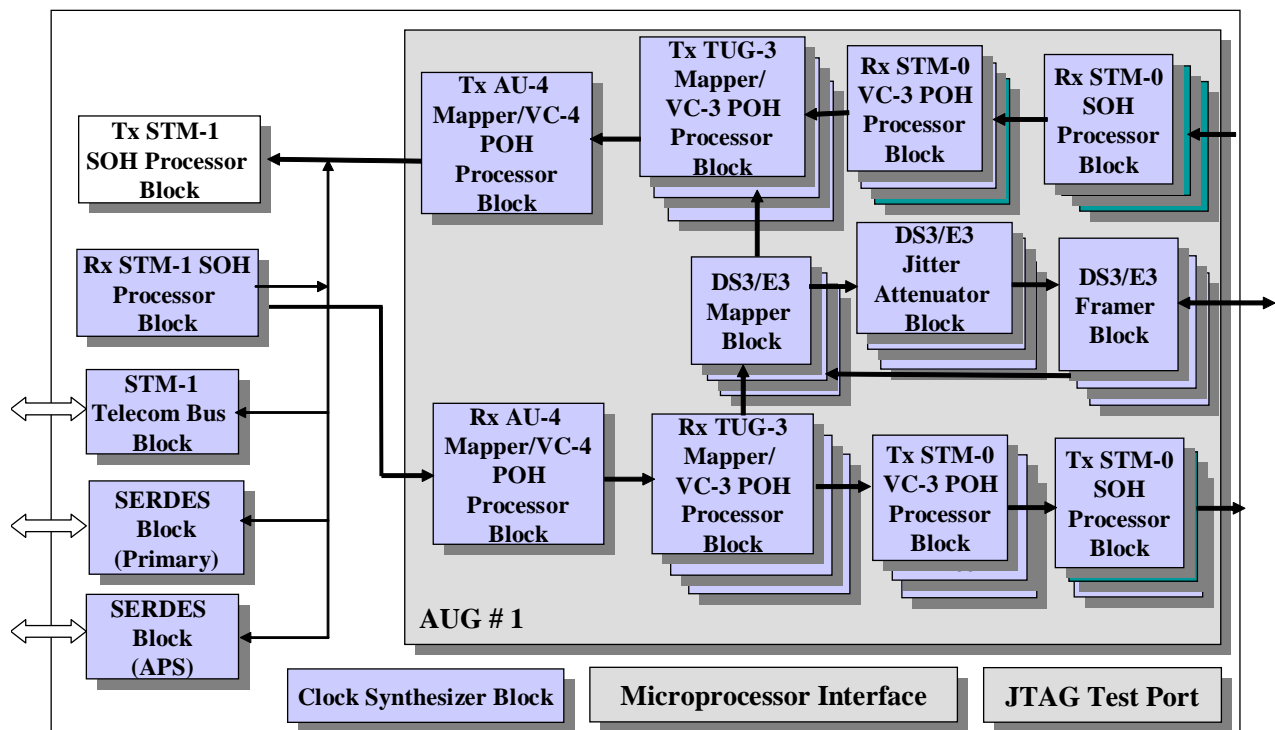 Tx STM-1
SOH Processor
Block
Rx STM-1 SOH
Processor
Block
STM-1
Telecom Bus
Block
SERDES
Block
(Primary)
SERDES
Block
(APS)
Tx AU-4
Mapper/VC-4
POH
Processor
Block
Tx TUG-3
Mapper/
VC-3 POH
Processor
Block
Rx STM-0
VC-3 POH
Processor
Block
Rx STM-0
SOH
Processor
Block
DS3/E3
Mapper
Block
DS3/E3
Jitter
Attenuator
Block
DS3/E3
Framer
Block
Rx AU-4
Mapper/VC-4
POH
Processor
Block
Rx TUG-3
Mapper/
VC-3 POH
Processor
Block
Tx STM-0
VC-3 POH
Processor
Block
Tx STM-0
SOH
Processor
Block
AUG # 1
Clock Synthesizer Block
Microprocessor Interface
JTAG Test Port